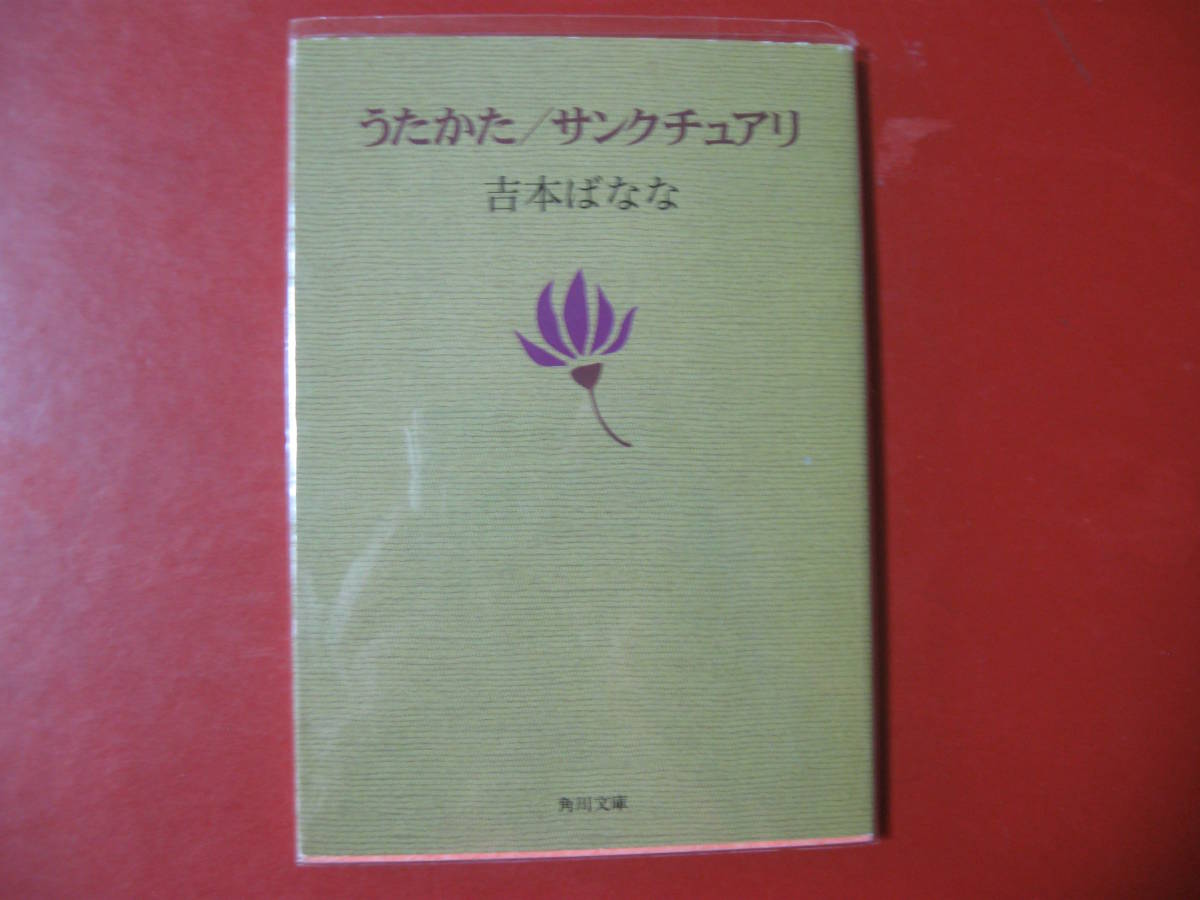 うたかた/サンクチュアリ
吉本ばなな
角川文庫